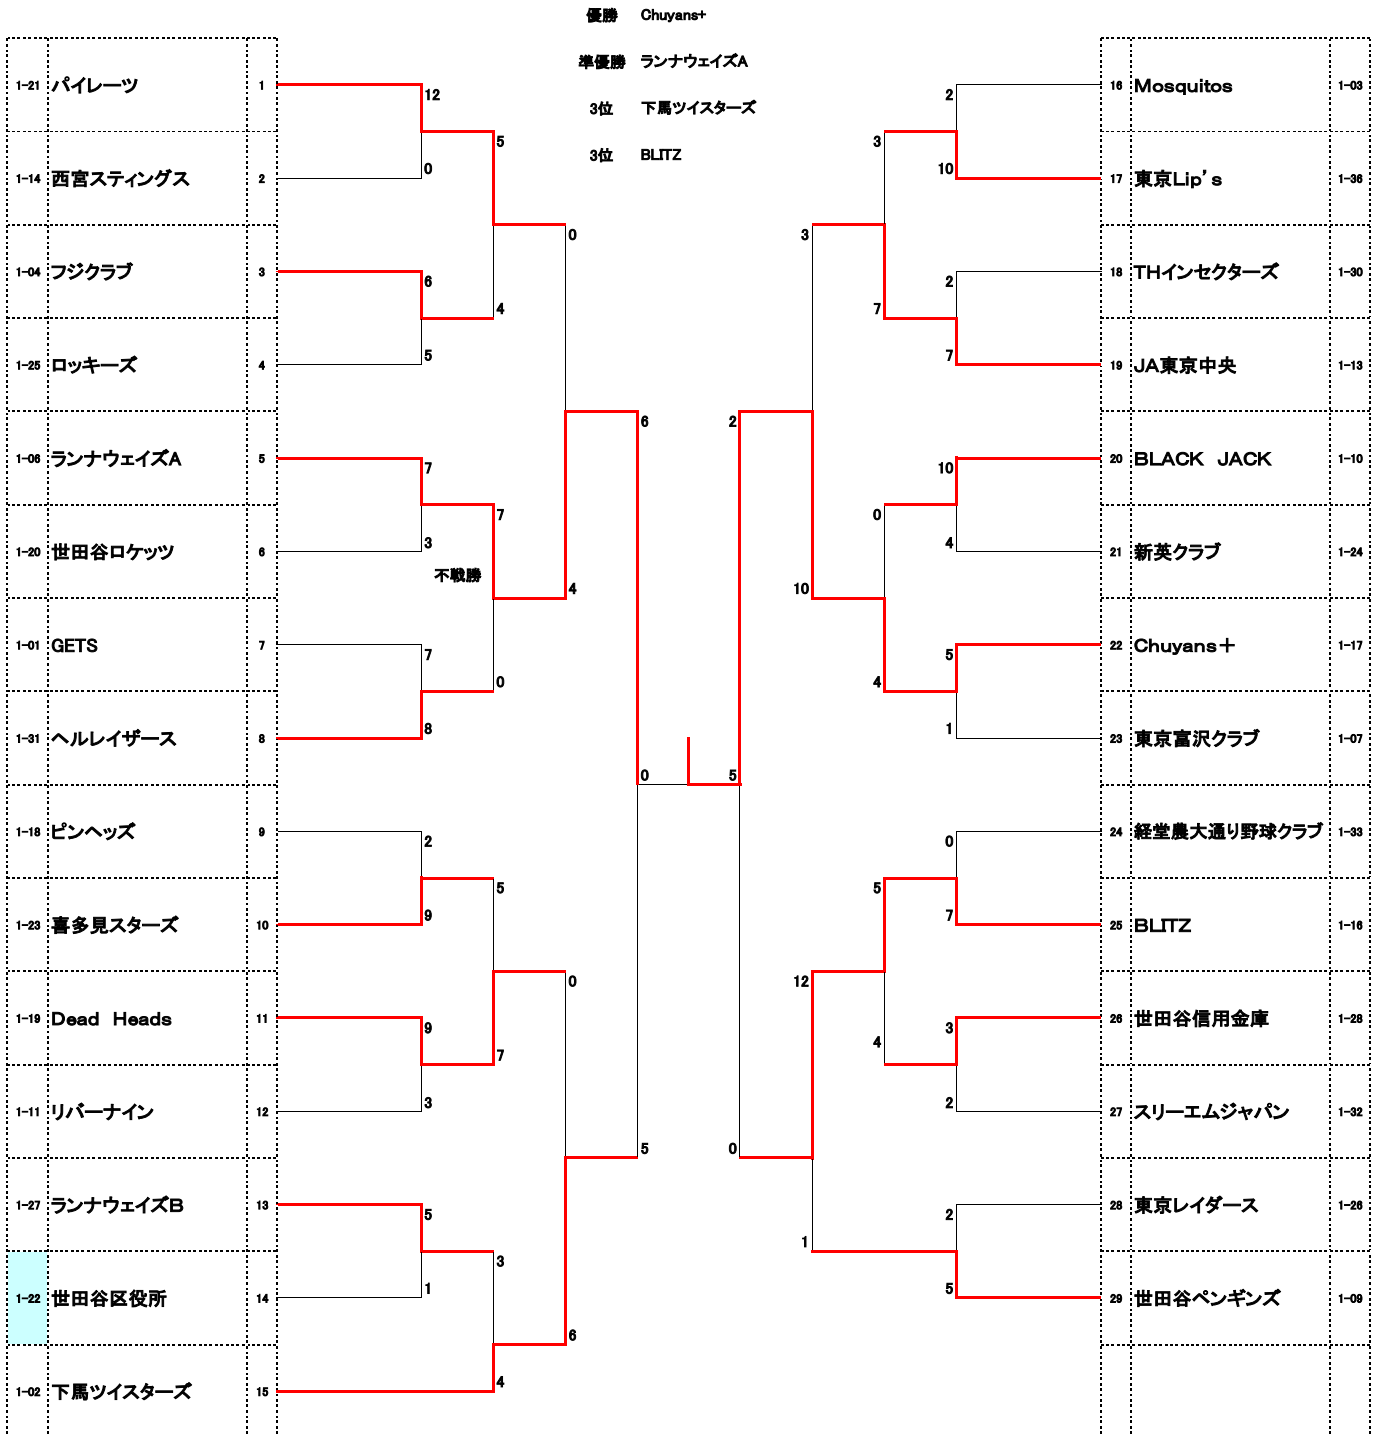 優勝 Chuyans+
準優勝 ランナウェイズA
3位 下馬ツイスターズ
3位 BLITZ
1-21 パイレーツ 1
1-14 西宮スティングス 2
1-04 フジクラブ 3
1-25 ロッキーズ 4
1-06 ランナウェイズA 5
1-20 世田谷ロケッツ 6
1-01 GETS 7
1-31 ヘルレイザース 8
1-18 ピンヘッズ 9
1-23 喜多見スターズ 10
1-19 Dead Heads 11
1-11 リバーナイン 12
1-27 ランナウェイズB 13
1-22 世田谷区役所 14
1-02 下馬ツイスターズ 15
12
0
6
5
7
3
7
8
2
9
9
3
5
1
5
4
7
不戦勝
0
5
7
3
4
0
4
0
6
6
5
0
5
2
0
3
10
12
1
3
7
0
4
5
4
2
10
2
7
10
4
5
1
0
7
3
2
2
5
16 Mosquitos 1-03
17 東京Lip's 1-36
18 THインセクターズ 1-30
19 JA東京中央 1-13
20 BLACK JACK 1-10
21 新英クラブ 1-24
22 Chuyans＋ 1-17
23 東京富沢クラブ 1-07
24 経堂農大通り野球クラブ 1-33
25 BLITZ 1-16
26 世田谷信用金庫 1-28
27 スリーエムジャパン 1-32
28 東京レイダース 1-26
29 世田谷ペンギンズ 1-09